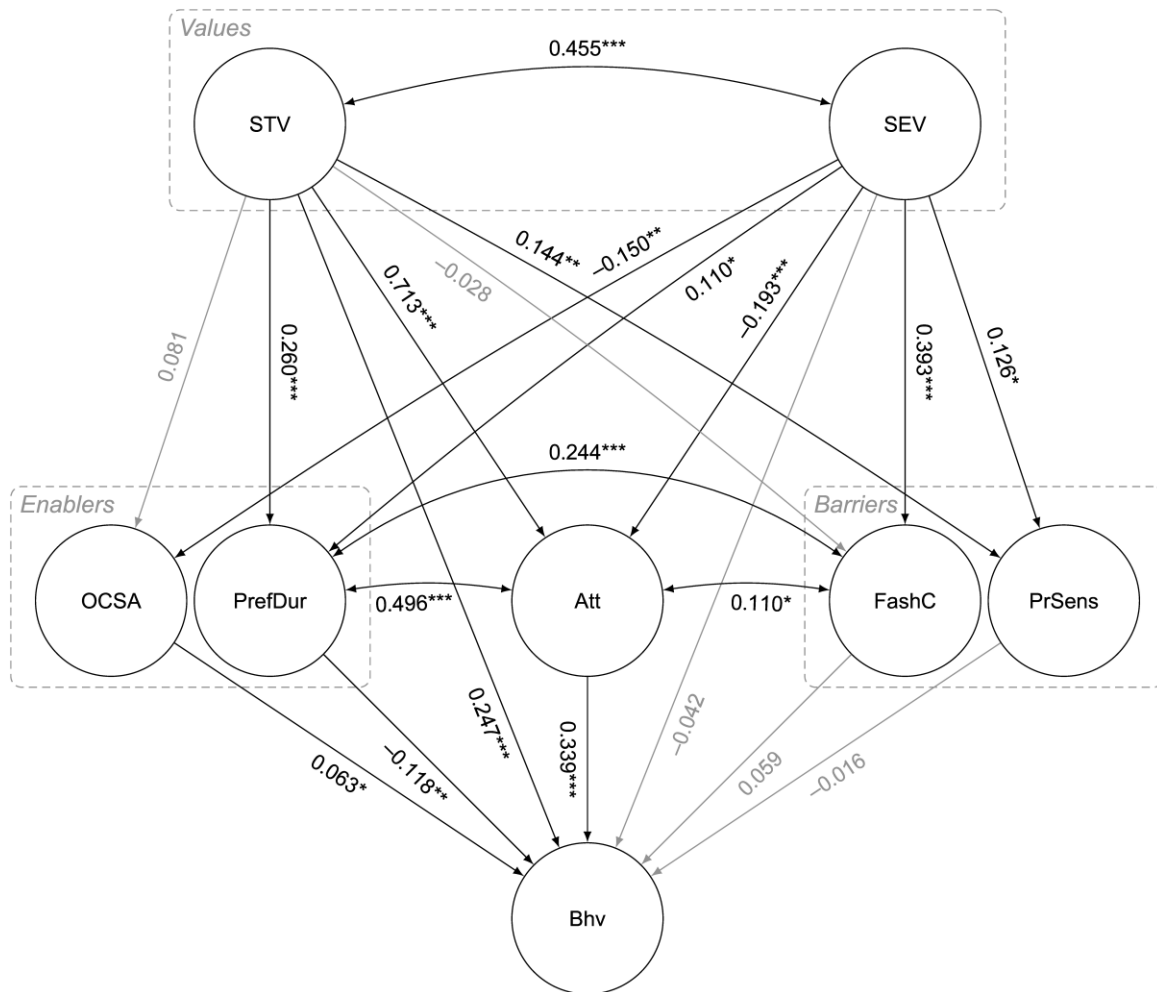 Values
0.455***
STV
SEV
0.144**
–0.150**
–0.028
0.110*
0.713***
–0.193***
0.081
0.260***
0.393***
0.126*
0.244***
Enablers
Barriers
OCSA
PrefDur
Att
FashC
PrSens
0.496***
0.110*
0.247***
–0.042
0.339***
0.063*
–0.118**
0.059
–0.016
Bhv